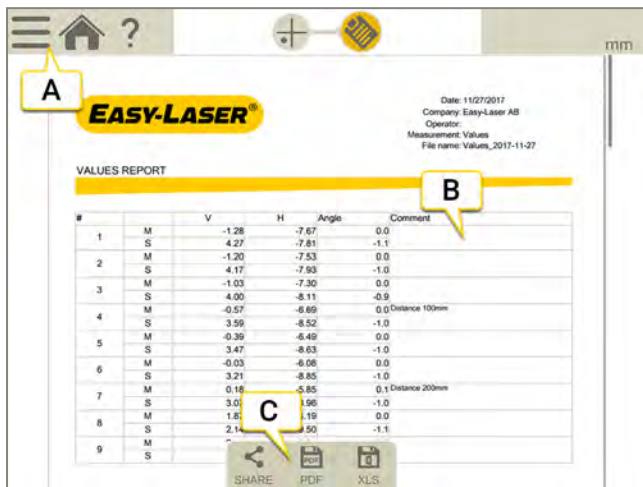 ?
mm
A
EASY-LASER®
Date: 11/27/2017
Company: Easy-Laser AB
Operator:
Measurement: Values
File name: Values_2017-11-27
VALUES REPORT
B
# V H Angle Comment
1 M -1.28 -7.67 0.0
S 4.27 -7.81 -1.1
2 M -1.20 -7.53 0.0
S 4.17 -7.93 -1.0
3 M -1.03 -7.30 0.0
S 4.00 -8.11 -0.9
4 M -0.57 -6.69 0.0 Distance 100mm
S 3.59 -8.52 -1.0
5 M -0.39 -6.49 0.0
S 3.47 -8.63 -1.0
6 M -0.03 -6.08 0.0
S 3.21 -8.85 -1.0
7 M 0.18 -5.85 0.1 Distance 200mm
S -1.0
8 M 0.0
S -1.1
9 M
S
C
SHARE PDF XLS